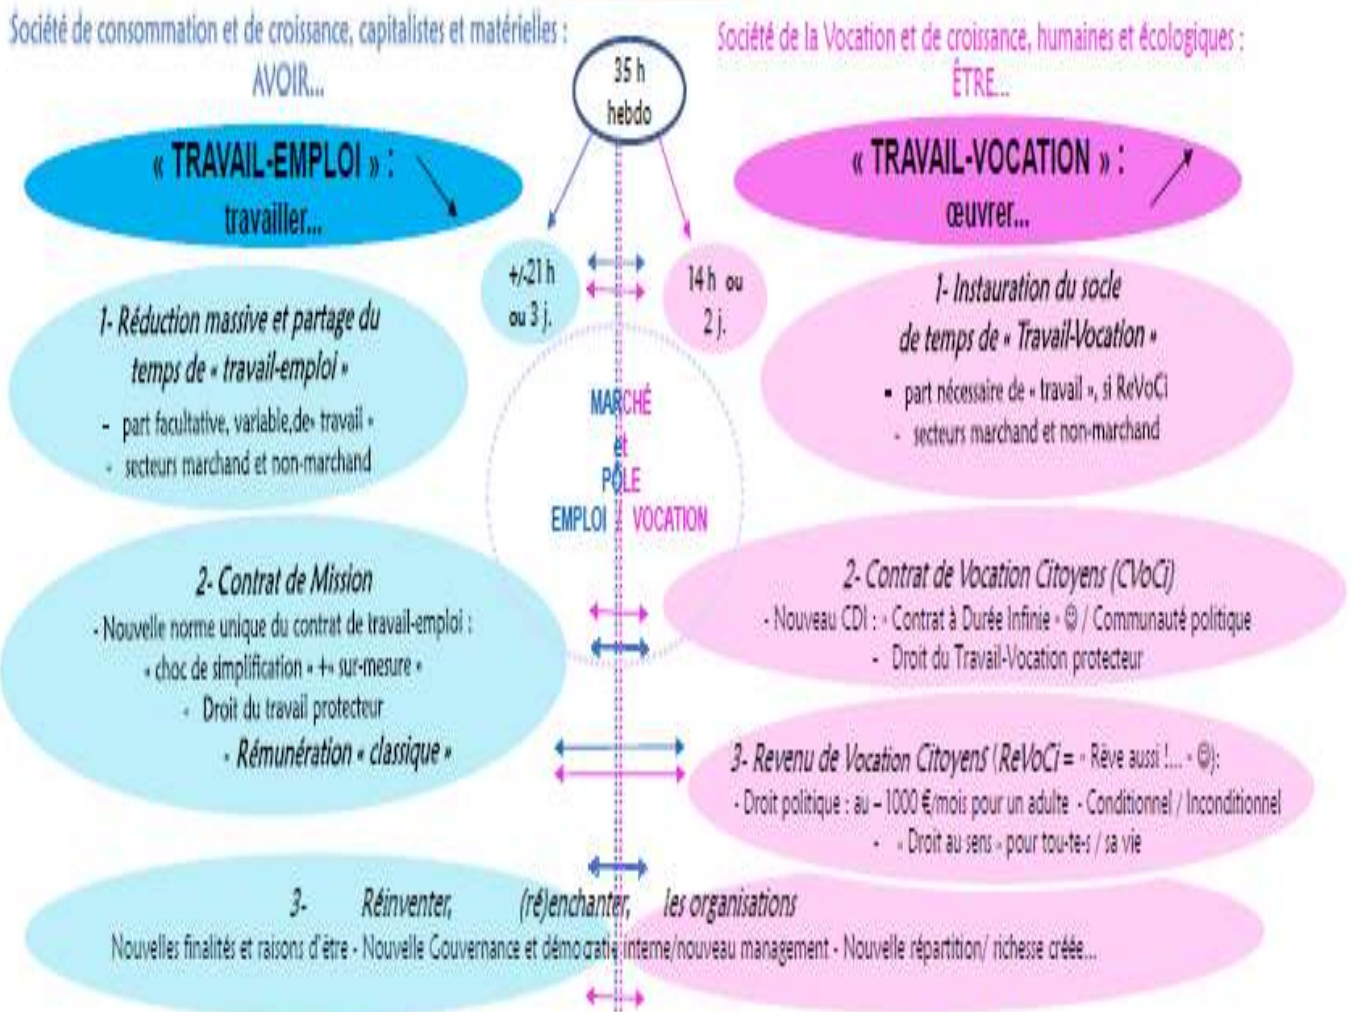 Société de consommation et de croissance, capitalistes et matérielles :
AVOIR...
« TRAVAIL-EMPLOI » :
travailler...
1- Réduction massive et partage du
temps de « travail-emploi »
- part facultative, variable,de« travail »
- secteurs marchand et non-marchand
2- Contrat de Mission
- Nouvelle norme unique du contrat de travail-emploi :
« choc de simplification » +« sur-mesure »
- Droit du travail protecteur
- Rémunération « classique »
35 h
hebdo
+/-21 h
ou 3 j.
14 h ou
2 j.
MARCHÉ
et
PÔLE
EMPLOI / VOCATION
Société de la Vocation et de croissance, humaines et écologiques :
ÊTRE...
« TRAVAIL-VOCATION » :
œuvrer...
1- Instauration du socle
de temps de « Travail-Vocation »
- part nécessaire de « travail », si ReVoCi
- secteurs marchand et non-marchand
2- Contrat de Vocation Citoyens (CVoCi)
- Nouveau CDI : « Contrat à Durée Infinie » ☺ / Communauté politique
- Droit du Travail-Vocation protecteur
3- Revenu de Vocation Citoyens (ReVoCi = « Rêve aussi !... » ☺):
- Droit politique : au – 1000 €/mois pour un adulte - Conditionnel / Inconditionnel
- « Droit au sens » pour tou-te-s / sa vie
3- Réinventer, (ré)enchanter, les organisations
Nouvelles finalités et raisons d'être - Nouvelle Gouvernance et démocratie interne/nouveau management - Nouvelle répartition/ richesse créée...